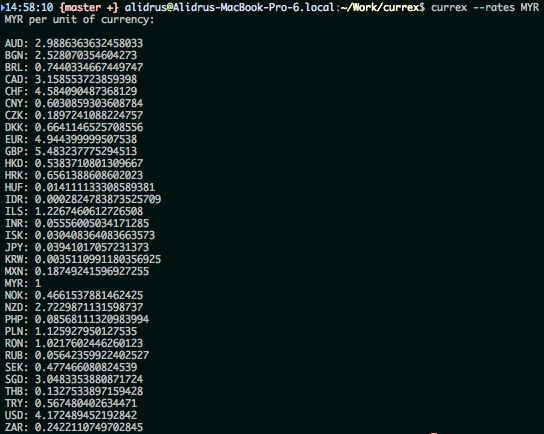 ▸14:58:10 {master +} alidrus@Alidrus-MacBook-Pro-6.local:~/Work/currex$ currex --rates MYR
MYR per unit of currency:
AUD: 2.9886363632458033
BGN: 2.528070354604273
BRL: 0.7440334667449747
CAD: 3.158553723859398
CHF: 4.584090487368129
CNY: 0.6030859303608784
CZK: 0.1897241088224757
DKK: 0.6641146525708556
EUR: 4.944399999507538
GBP: 5.483237775294513
HKD: 0.5383710801309667
HRK: 0.6561388608602023
HUF: 0.014111133308589381
IDR: 0.0002824783873525709
ILS: 1.2267460612726508
INR: 0.05556005034171285
ISK: 0.030408364083663573
JPY: 0.03941017057231373
KRW: 0.0035110991180356925
MXN: 0.18749241596927255
MYR: 1
NOK: 0.4661537881462425
NZD: 2.7229871131598737
PHP: 0.08568111320983994
PLN: 1.125927950127535
RON: 1.0217602446260123
RUB: 0.05642359922402527
SEK: 0.477466080824539
SGD: 3.0483353880871724
THB: 0.1327533897159428
TRY: 0.567480402634471
USD: 4.172489452192842
ZAR: 0.2422110749702845